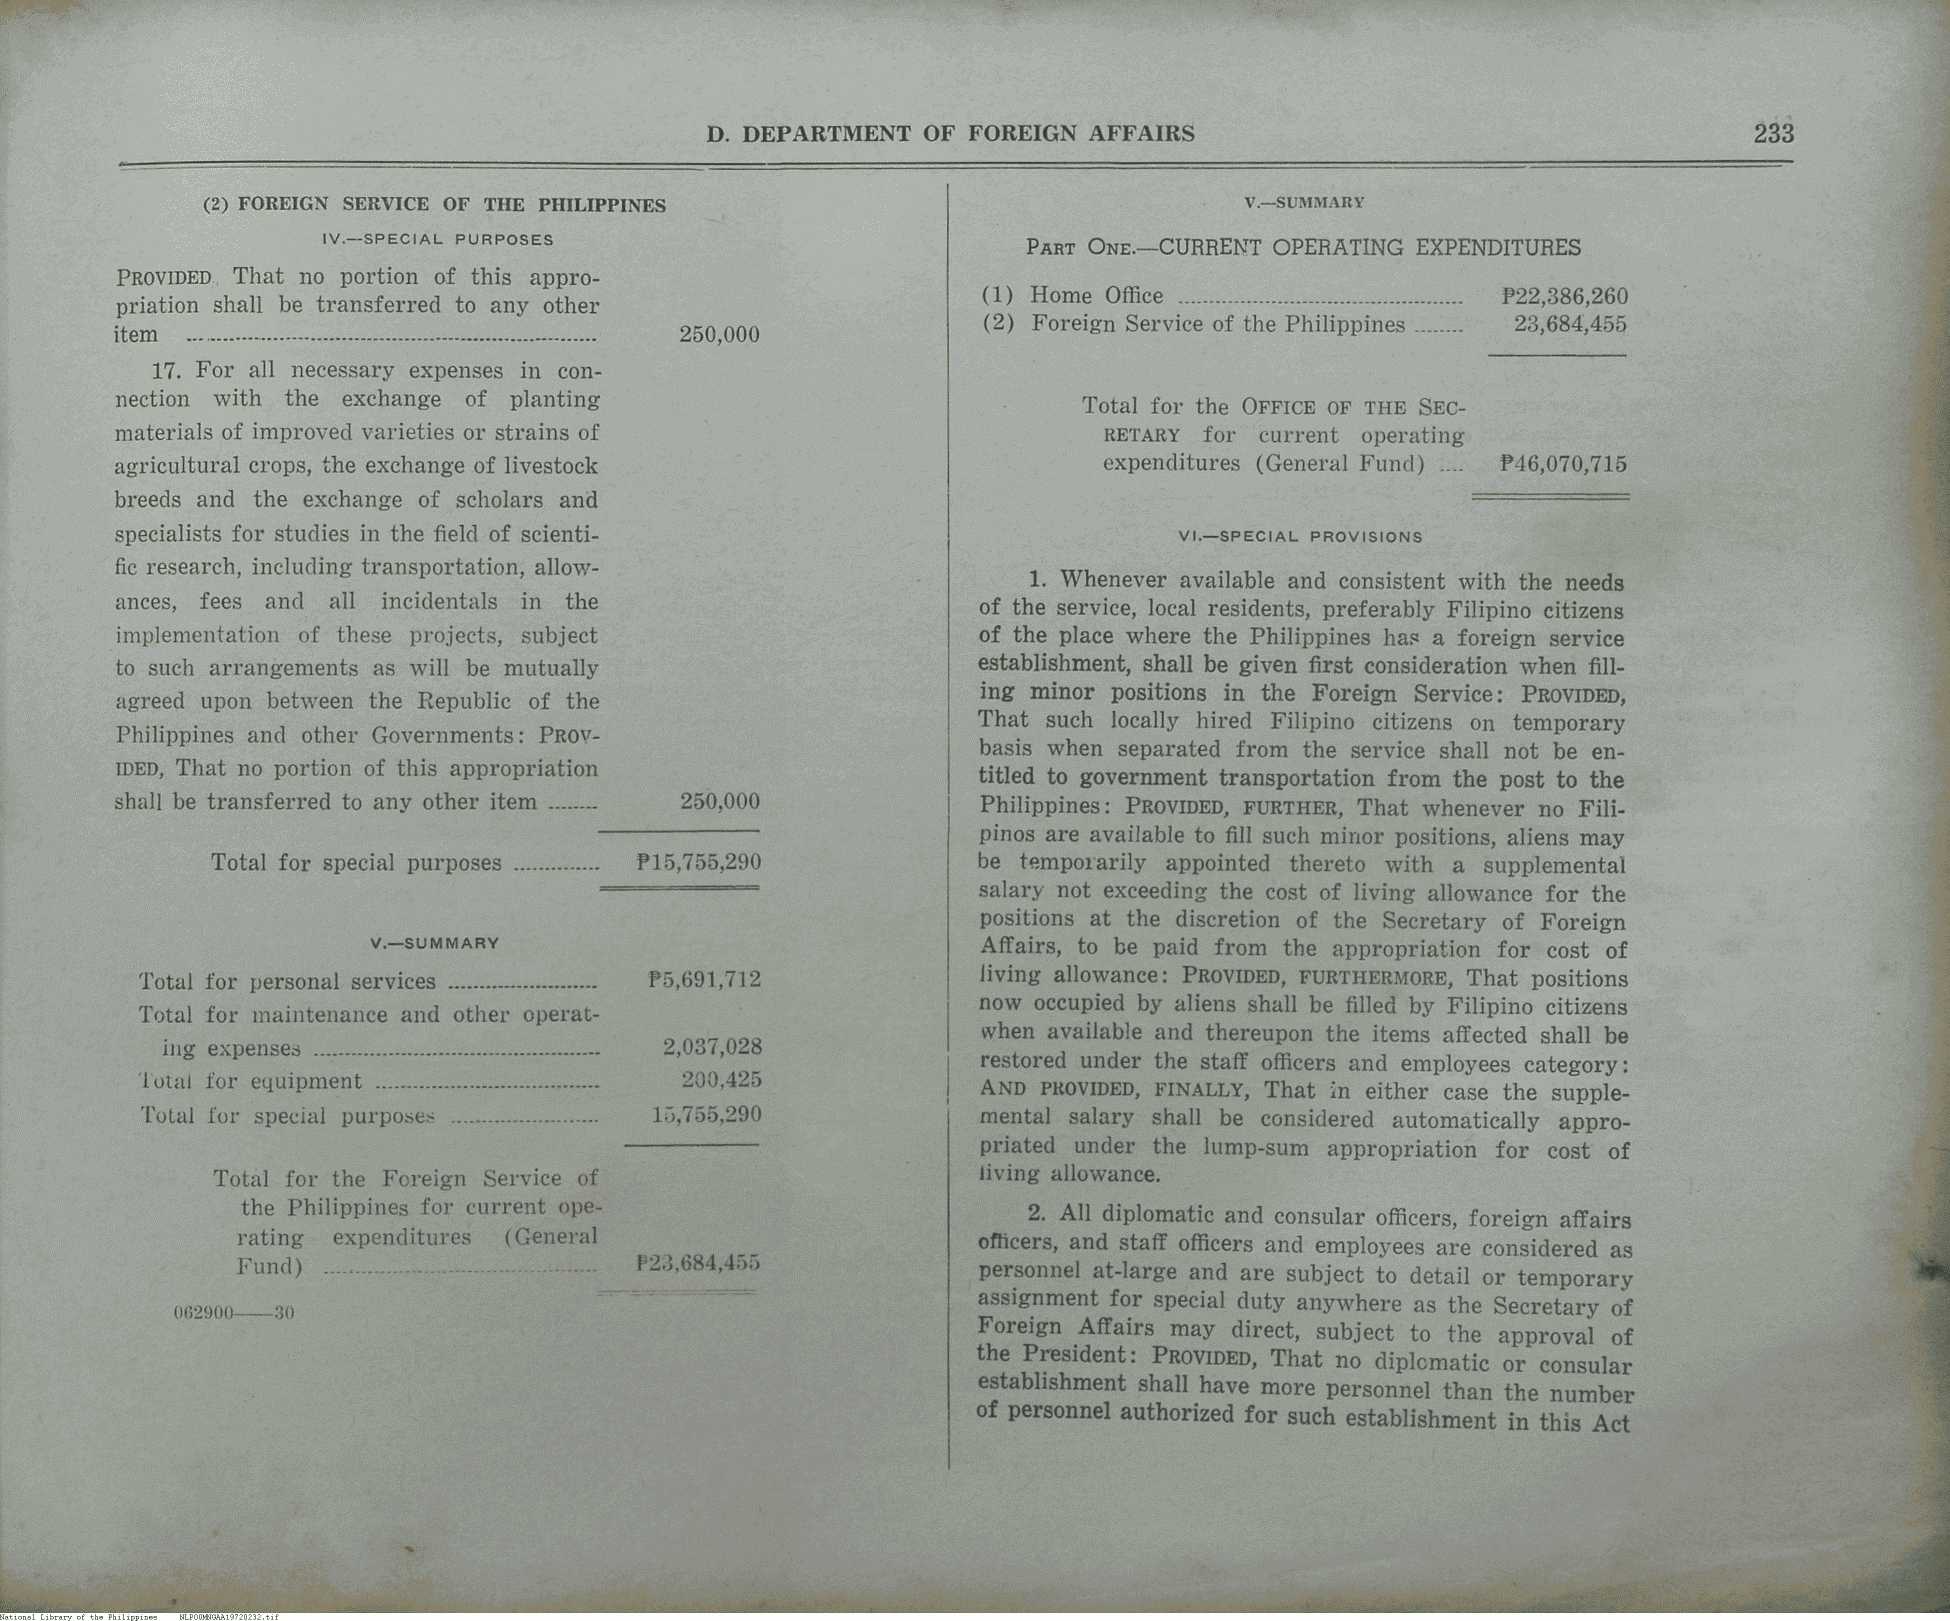 D. DEPARTMENT OF FOREIGN AFFAIRS 233
(2) FOREIGN SERVICE OF THE PHILIPPINES
IV.—SPECIAL PURPOSES
PROVIDED, That no portion of this appro-
priation shall be transferred to any other
item ........ 250,000
17. For all necessary expenses in con-
nection with the exchange of planting
materials of improved varieties or strains of
agricultural crops, the exchange of livestock
breeds and the exchange of scholars and
specialists for studies in the field of scienti-
fic research, including transportation, allow-
ances, fees and all incidentals in the
implementation of these projects, subject
to such arrangements as will be mutually
agreed upon between the Republic of the
Philippines and other Governments: PROV-
IDED, That no portion of this appropriation
shall be transferred to any other item ........ 250,000
Total for special purposes ........ ₱15,755,290
V.—SUMMARY
Total for personal services ........ ₱5,691,712
Total for maintenance and other operat-
ing expenses ........ 2,037,028
Total for equipment ........ 200,425
Total for special purposes ........ 15,755,290
Total for the Foreign Service of
the Philippines for current ope-
rating expenditures (General
Fund) ........ ₱23,684,455
062900——30
V.—SUMMARY
PART ONE.—CURRENT OPERATING EXPENDITURES
(1) Home Office ........ ₱22,386,260
(2) Foreign Service of the Philippines ........ 23,684,455
Total for the OFFICE OF THE SEC-
RETARY for current operating
expenditures (General Fund) .... ₱46,070,715
VI.—SPECIAL PROVISIONS
1. Whenever available and consistent with the needs
of the service, local residents, preferably Filipino citizens
of the place where the Philippines has a foreign service
establishment, shall be given first consideration when fill-
ing minor positions in the Foreign Service: PROVIDED,
That such locally hired Filipino citizens on temporary
basis when separated from the service shall not be en-
titled to government transportation from the post to the
Philippines: PROVIDED, FURTHER, That whenever no Fili-
pinos are available to fill such minor positions, aliens may
be temporarily appointed thereto with a supplemental
salary not exceeding the cost of living allowance for the
positions at the discretion of the Secretary of Foreign
Affairs, to be paid from the appropriation for cost of
living allowance: PROVIDED, FURTHERMORE, That positions
now occupied by aliens shall be filled by Filipino citizens
when available and thereupon the items affected shall be
restored under the staff officers and employees category:
AND PROVIDED, FINALLY, That in either case the supple-
mental salary shall be considered automatically appro-
priated under the lump-sum appropriation for cost of
living allowance.
2. All diplomatic and consular officers, foreign affairs
officers, and staff officers and employees are considered as
personnel at-large and are subject to detail or temporary
assignment for special duty anywhere as the Secretary of
Foreign Affairs may direct, subject to the approval of
the President: PROVIDED, That no diplomatic or consular
establishment shall have more personnel than the number
of personnel authorized for such establishment in this Act
National Library of the Philippines NLPOOMNGAA19720232.tif